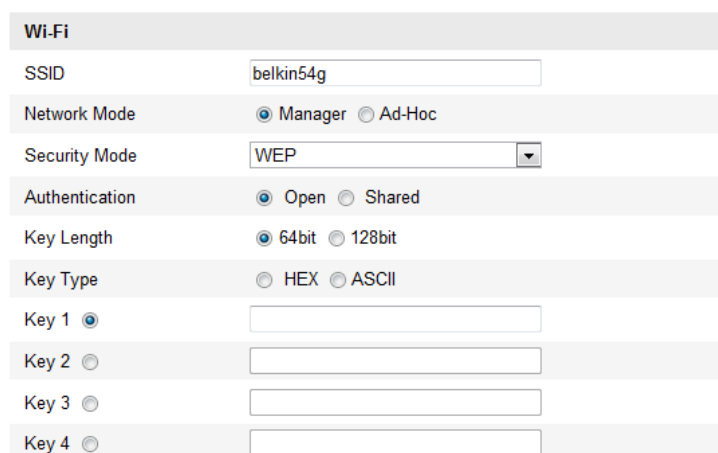 Wi-Fi
SSID belkin54g
Network Mode Manager Ad-Hoc
Security Mode WEP
Authentication Open Shared
Key Length 64bit 128bit
Key Type HEX ASCII
Key 1
Key 2
Key 3
Key 4